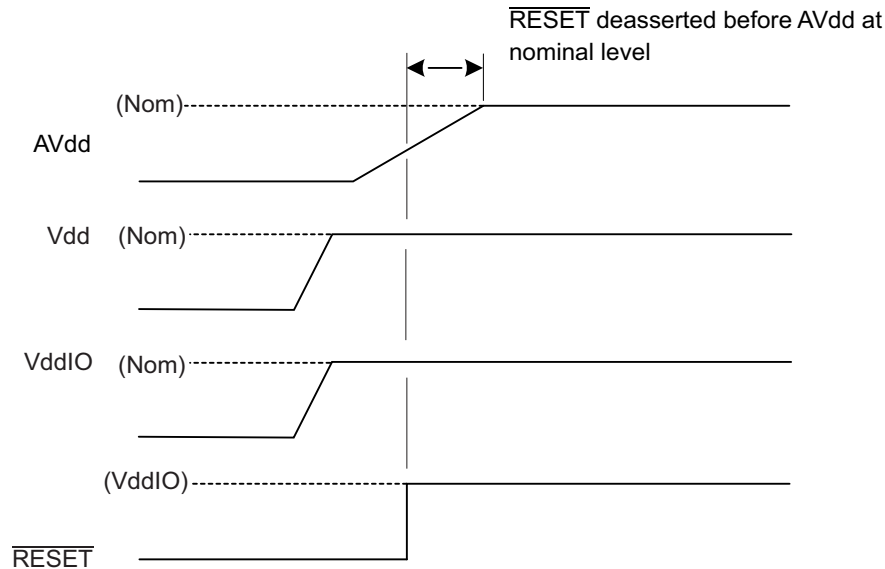 RESET deasserted before AVdd at
nominal level
(Nom)
AVdd
Vdd (Nom)
VddIO (Nom)
(VddIO)
RESET